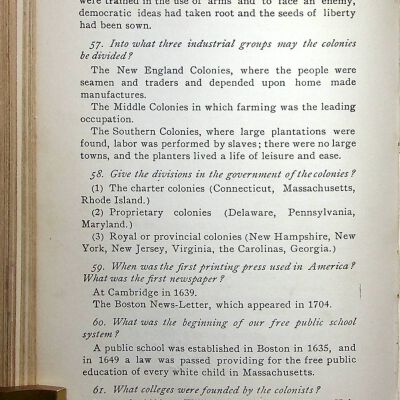 were trained in the use of arms and to face an enemy,
democratic ideas had taken root and the seeds of liberty
had been sown.
57. Into what three industrial groups may the colonies
be divided?
The New England Colonies, where the people were
seamen and traders and depended upon home made
manufactures.
The Middle Colonies in which farming was the leading
occupation.
The Southern Colonies, where large plantations were
found, labor was performed by slaves; there were no large
towns, and the planters lived a life of leisure and ease.
58. Give the divisions in the government of the colonies?
(1) The charter colonies (Connecticut, Massachusetts,
Rhode Island.)
(2) Proprietary colonies (Delaware, Pennsylvania,
Maryland.)
(3) Royal or provincial colonies (New Hampshire, New
York, New Jersey, Virginia, the Carolinas, Georgia.)
59. When was the first printing press used in America?
What was the first newspaper?
At Cambridge in 1639.
The Boston News-Letter, which appeared in 1704.
60. What was the beginning of our free public school
system?
A public school was established in Boston in 1635, and
in 1649 a law was passed providing for the free public
education of every white child in Massachusetts.
61. What colleges were founded by the colonists?